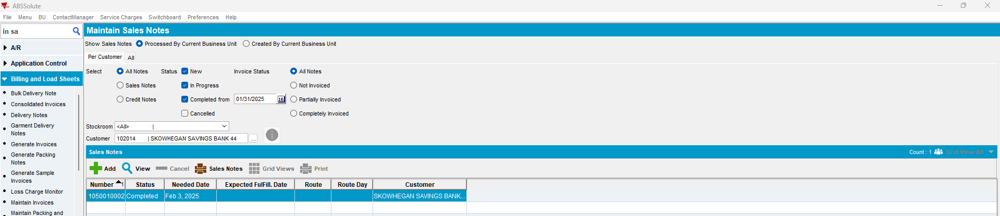 ABSSolute
File Menu BU ContactManager Service Charges Switchboard Preferences Help
in sa
A/R
Application Control
Billing and Load Sheets
Bulk Delivery Note
Consolidated Invoices
Delivery Notes
Garment Delivery
Notes
Generate Invoices
Generate Packing
Notes
Generate Sample
Invoices
Loss Charge Monitor
Maintain Invoices
Maintain Packing and
Maintain Sales Notes
Show Sales Notes Processed By Current Business Unit Created By Current Business Unit
Per Customer All
Select All Notes Status New Invoice Status All Notes
Sales Notes In Progress Not Invoiced
Credit Notes Completed from 01/31/2025 16 Partially Invoiced
Cancelled Completely Invoiced
Stockroom <All> |
Customer 102014 | SKOWHEGAN SAVINGS BANK 44 ...
Sales Notes Count : 1 Grid View All
Add View Cancel Sales Notes Grid Views Print
Number 1 Status Needed Date Expected FulFill. Date Route Route Day Customer
1050010002 Completed Feb 3, 2025 SKOWHEGAN SAVINGS BANK...